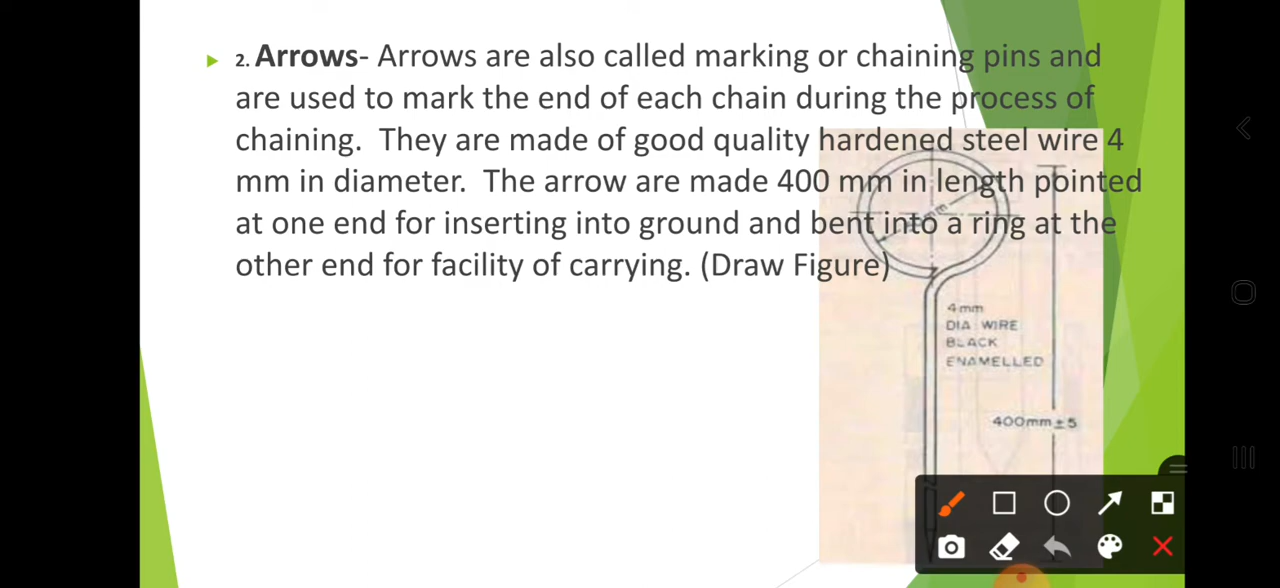 2. Arrows- Arrows are also called marking or chaining pins and
are used to mark the end of each chain during the process of
chaining. They are made of good quality hardened steel wire 4
mm in diameter. The arrow are made 400 mm in length pointed
at one end for inserting into ground and bent into a ring at the
other end for facility of carrying. (Draw Figure)
4mm
DIA WIRE
BLACK
ENAMELLED
400mm ± 5